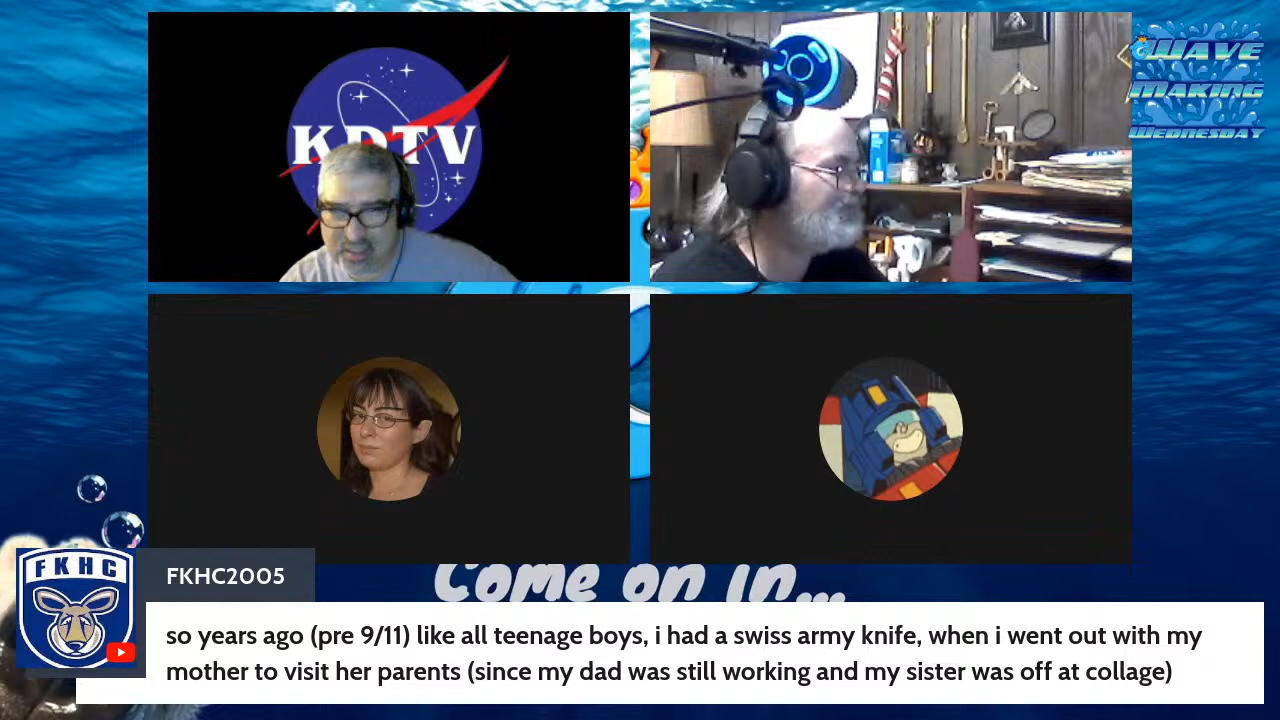 KDTV
WAVE
MAKING
WEDNESDAY
Come on in...
FKHC
FKHC2005
so years ago (pre 9/11) like all teenage boys, i had a swiss army knife, when i went out with my
mother to visit her parents (since my dad was still working and my sister was off at collage)